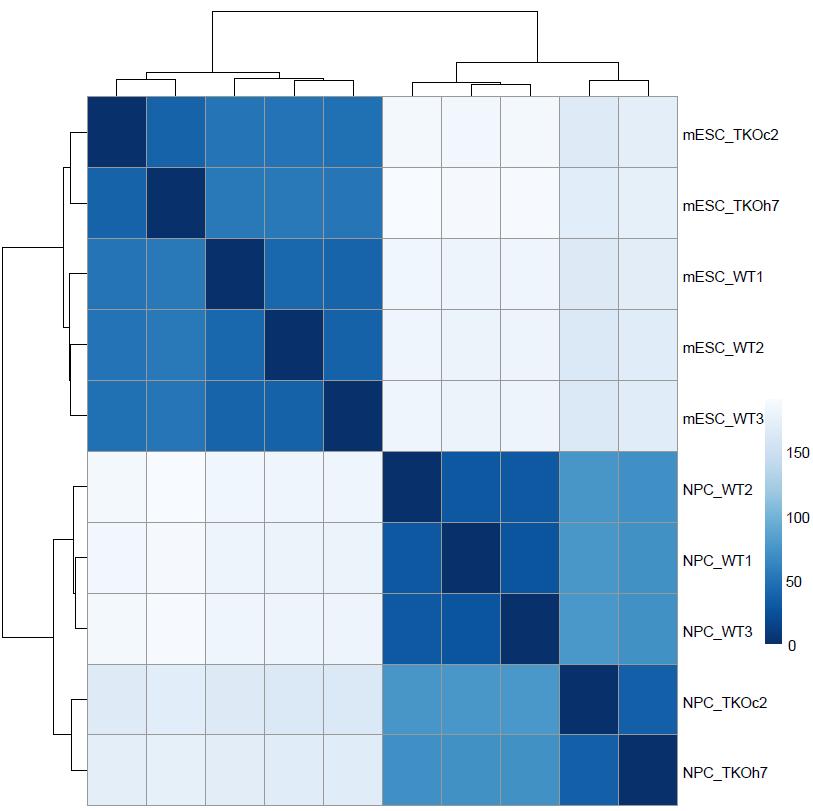 mESC_TKOc2
mESC_TKOh7
mESC_WT1
mESC_WT2
mESC_WT3
NPC_WT2
NPC_WT1
NPC_WT3
NPC_TKOc2
NPC_TKOh7
150
100
50
0